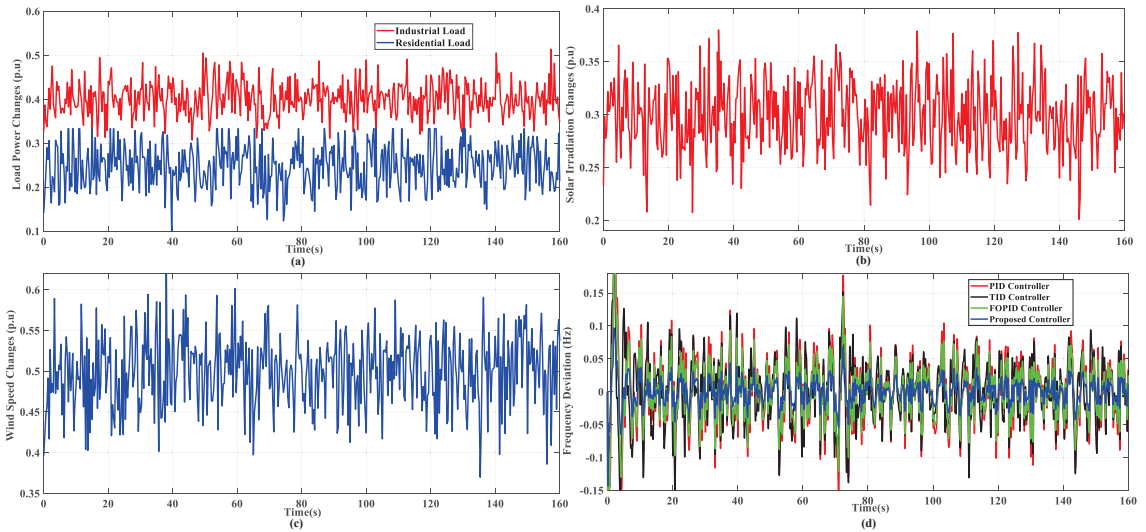 Load Power Changes (p.u)
0.6
0.5
0.4
0.3
0.2
0.1
Industrial Load
Residential Load
0 20 40 60 80 100 120 140 160
Time(s)
(a)
Solar Irradiation Changes (p.u)
0.4
0.35
0.3
0.25
0.2
0 20 40 60 80 100 120 140 160
Time(s)
(b)
Wind Speed Changes (p.u)
0.6
0.55
0.5
0.45
0.4
0.35
0 20 40 60 80 100 120 140 160
Time(s)
(c)
Frequency Deviation (Hz)
0.15
0.1
0.05
0
-0.05
-0.1
-0.15
PID Controller
TID Controller
FOPID Controller
Proposed Controller
0 20 40 60 80 100 120 140 160
Time(s)
(d)